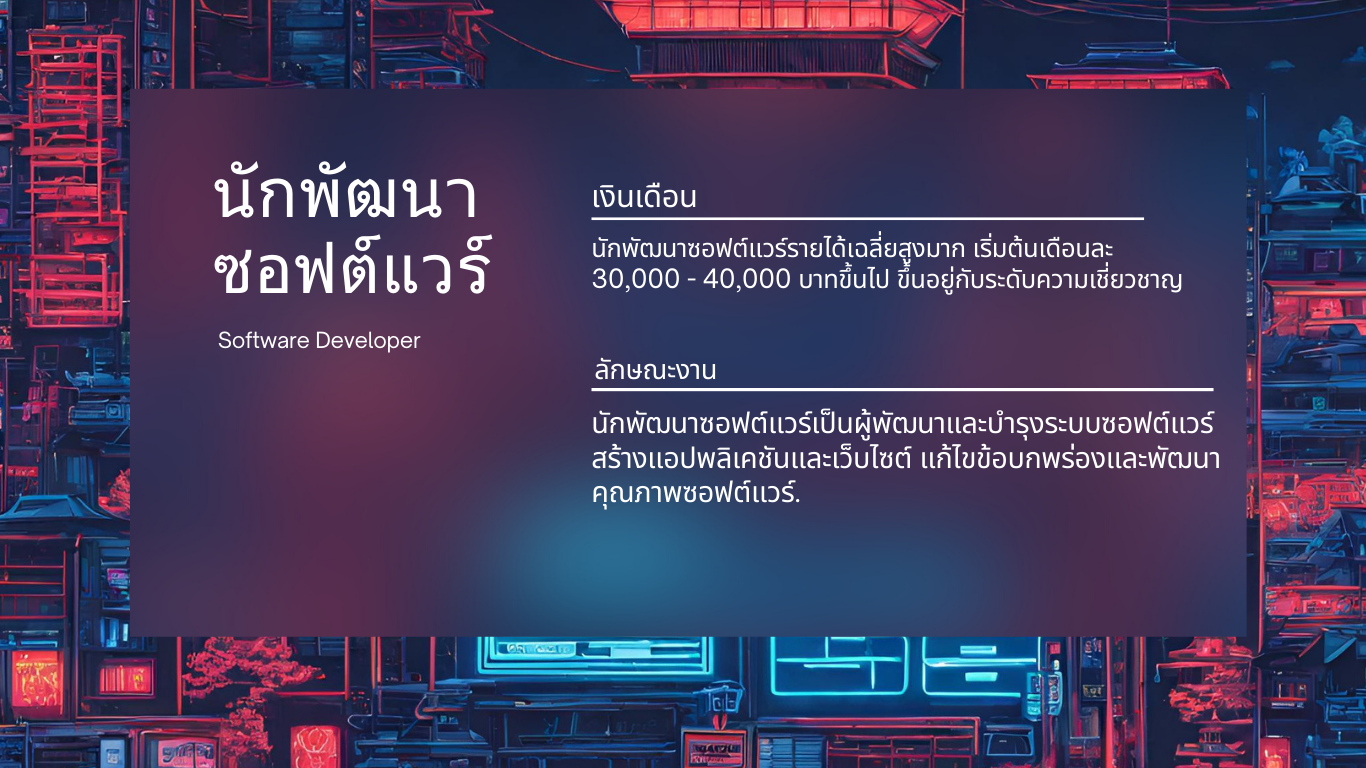 นักพัฒนา
ซอฟต์แวร์
Software Developer
เงินเดือน
นักพัฒนาซอฟต์แวร์รายได้เฉลี่ยสูงมาก เริ่มต้นเดือนละ
30,000 - 40,000 บาทขึ้นไป ขึ้นอยู่กับระดับความเชี่ยวชาญ
ลักษณะงาน
นักพัฒนาซอฟต์แวร์เป็นผู้พัฒนาและบำรุงระบบซอฟต์แวร์
สร้างแอปพลิเคชันและเว็บไซต์ แก้ไขข้อบกพร่องและพัฒนา
คุณภาพซอฟต์แวร์.